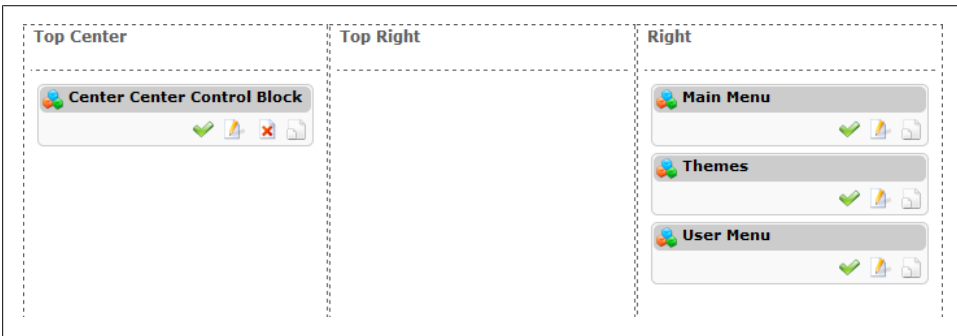 Top Center
Top Right
Right
Center Center Control Block
Main Menu
Themes
User Menu